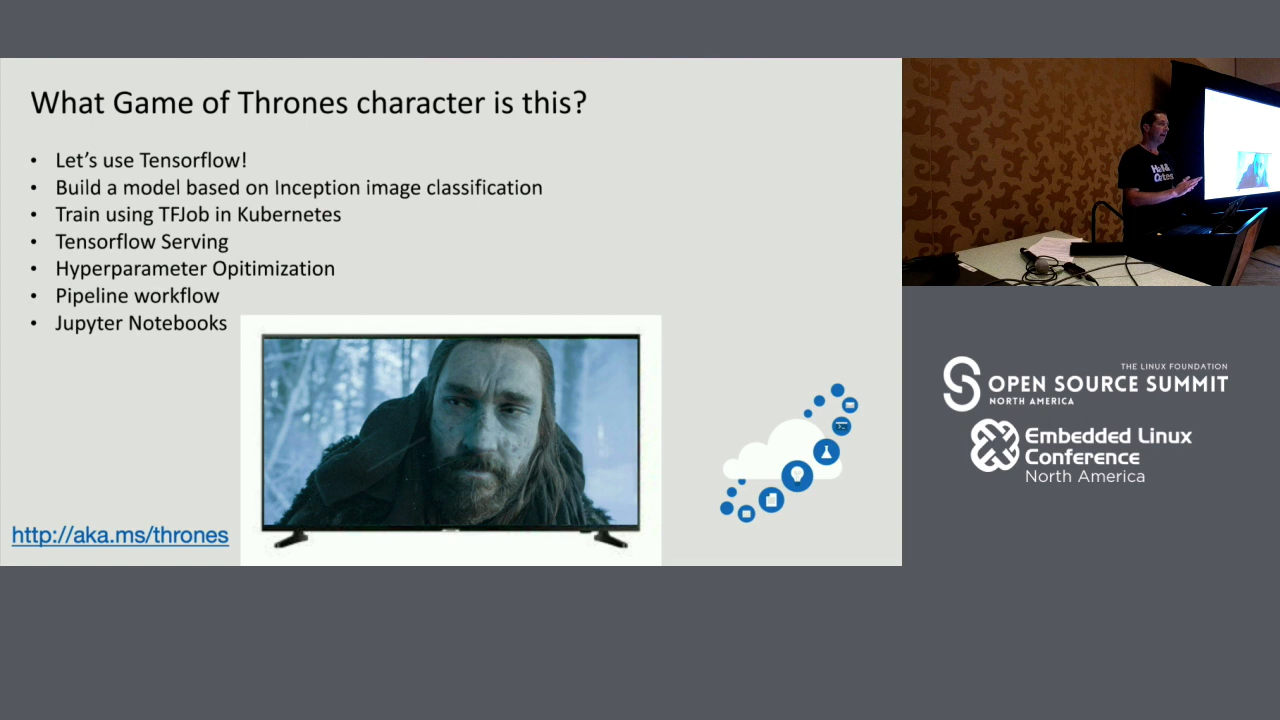 What Game of Thrones character is this?
• Let's use Tensorflow!
• Build a model based on Inception image classification
• Train using TFJob in Kubernetes
• Tensorflow Serving
• Hyperparameter Opitimization
• Pipeline workflow
• Jupyter Notebooks
http://aka.ms/thrones
Hall &
Oates
THE LINUX FOUNDATION
OPEN SOURCE SUMMIT
NORTH AMERICA
Embedded Linux
Conference
North America